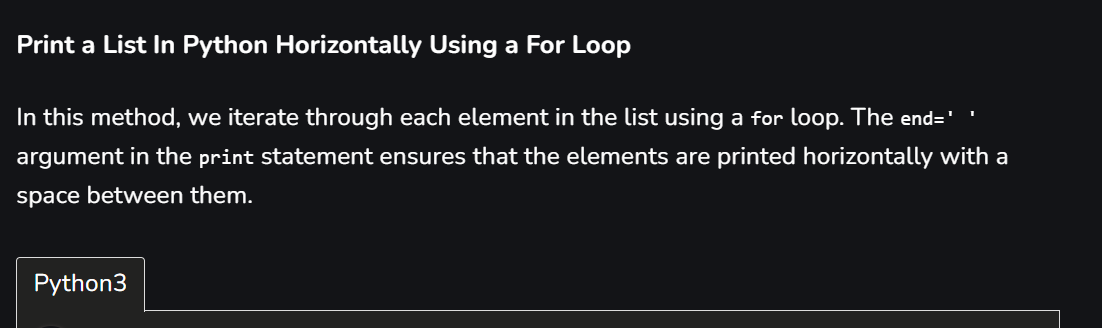 Print a List In Python Horizontally Using a For Loop
In this method, we iterate through each element in the list using a for loop. The end=' '
argument in the print statement ensures that the elements are printed horizontally with a
space between them.
Python3